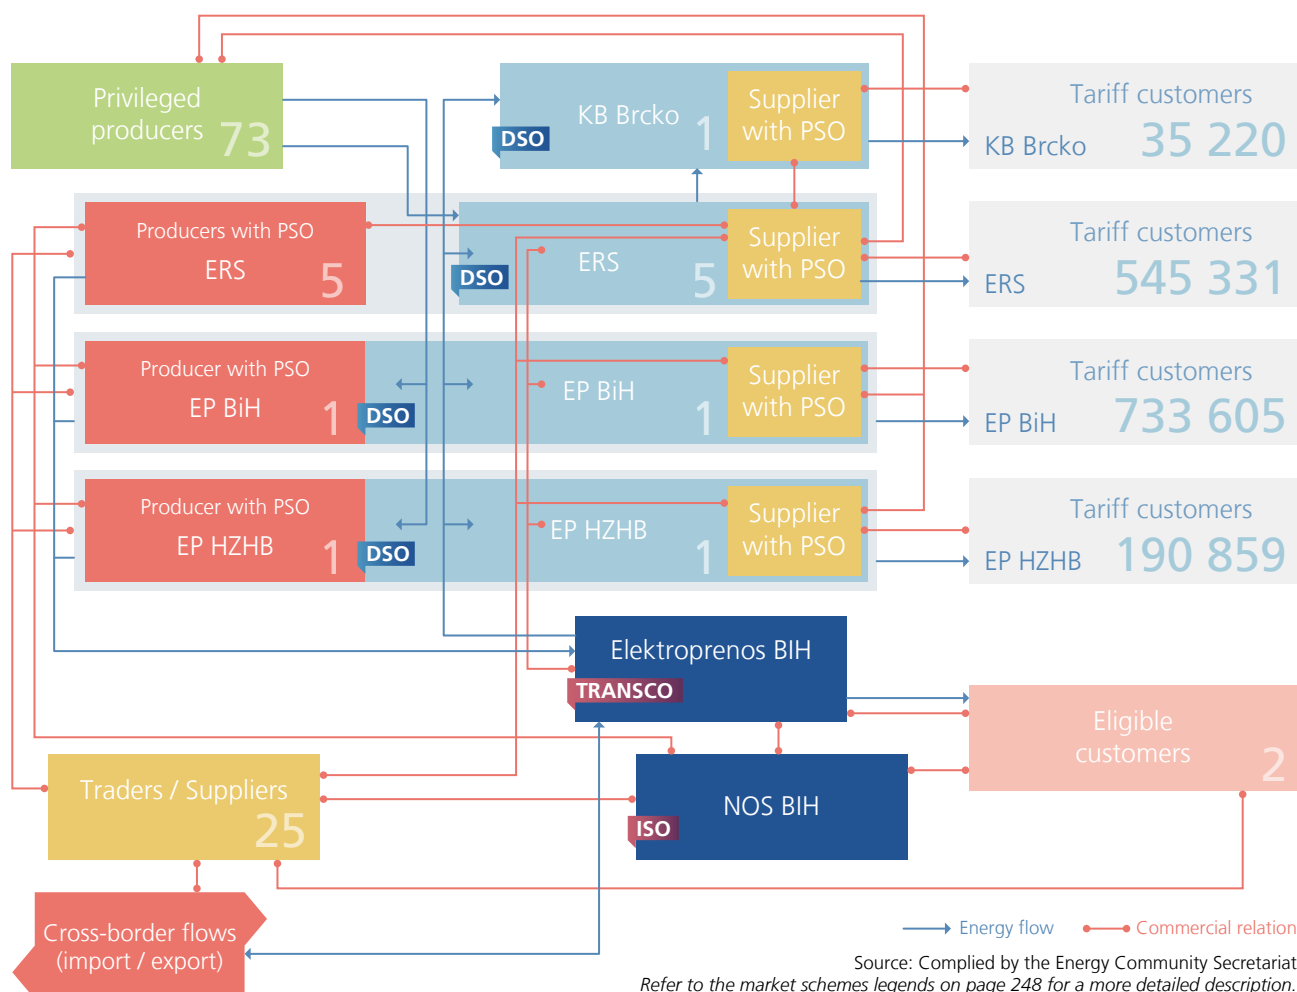 Privileged
producers 73
KB Brcko 1
DSO
Supplier
with PSO
Tariff customers
KB Brcko 35 220
Producers with PSO
ERS 5
DSO
ERS 5
Supplier
with PSO
Tariff customers
ERS 545 331
Producer with PSO
EP BiH 1
DSO
EP BiH 1
Supplier
with PSO
Tariff customers
EP BiH 733 605
Producer with PSO
EP HZHB 1
DSO
EP HZHB 1
Supplier
with PSO
Tariff customers
EP HZHB 190 859
Elektroprenos BIH
TRANSCO
Eligible
customers 2
Traders / Suppliers
25
NOS BIH
ISO
Cross-border flows
(import / export)
Energy flow Commercial relation
Source: Complied by the Energy Community Secretariat
Refer to the market schemes legends on page 248 for a more detailed description.